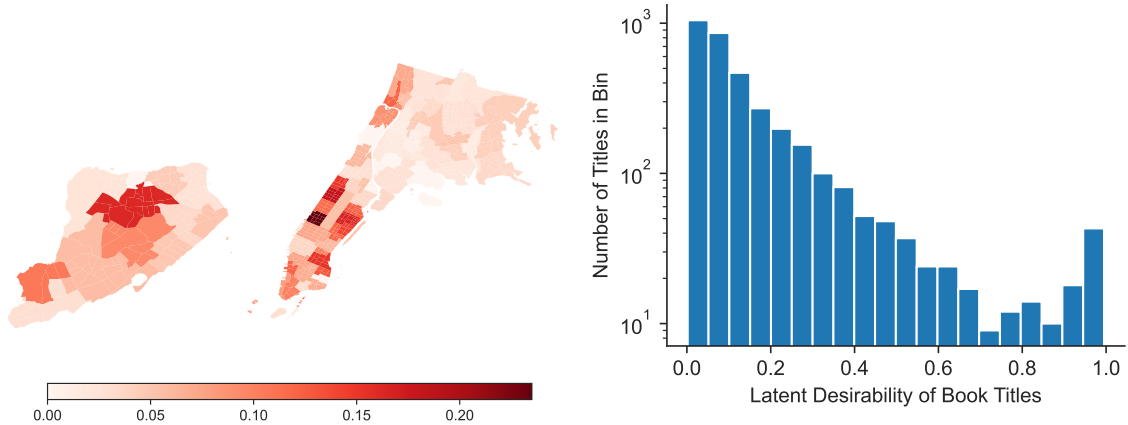 0.00 0.05 0.10 0.15 0.20
Number of Titles in Bin
10³
10²
10¹
0.0 0.2 0.4 0.6 0.8 1.0
Latent Desirability of Book Titles